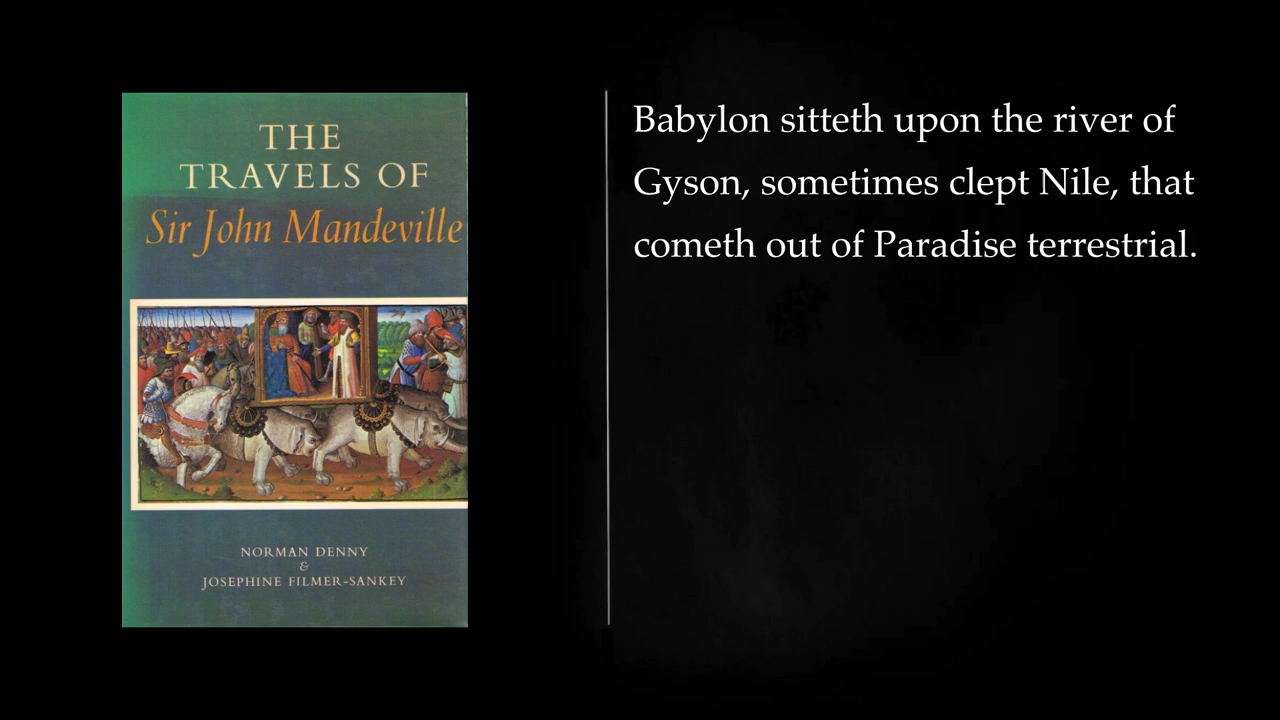 THE
TRAVELS OF
Sir John Mandeville
NORMAN DENNY
&
JOSEPHINE FILMER-SANKEY
Babylon sitteth upon the river of
Gyson, sometimes clept Nile, that
cometh out of Paradise terrestrial.